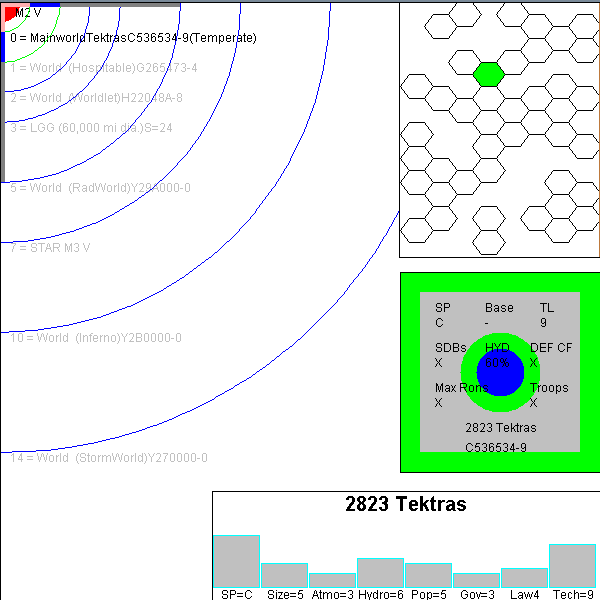 M2 V
0 = MainworldTektrasC536534-9(Temperate)
1 = World (Hospitable)G265473-4
2 = World (Worldlet)H22048A-8
3 = LGG (60,000 mi dia.)S=24
5 = World (RadWorld)Y29A000-0
7 = STAR M3 V
10 = World (Inferno)Y2B0000-0
14 = World (StormWorld)Y270000-0
SP Base TL
C - 9
SDBs HYD DEF CF
X 60% X
Max Troops
X X
2823 Tektras
C536534-9
2823 Tektras
SP=C Size=5 Atmo=3 Hydro=6 Pop=5 Gov=3 Law4 Tech=9